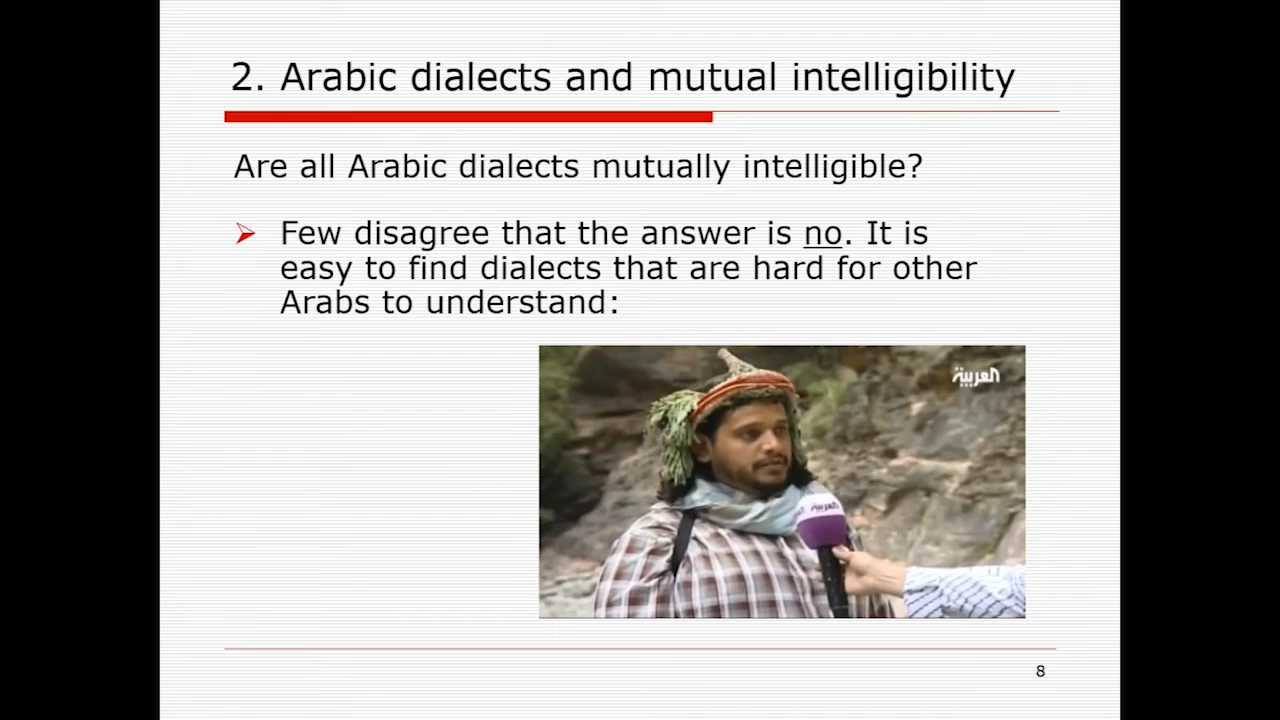 2. Arabic dialects and mutual intelligibility
Are all Arabic dialects mutually intelligible?
Few disagree that the answer is no. It is
easy to find dialects that are hard for other
Arabs to understand:
العربية
العربية
8